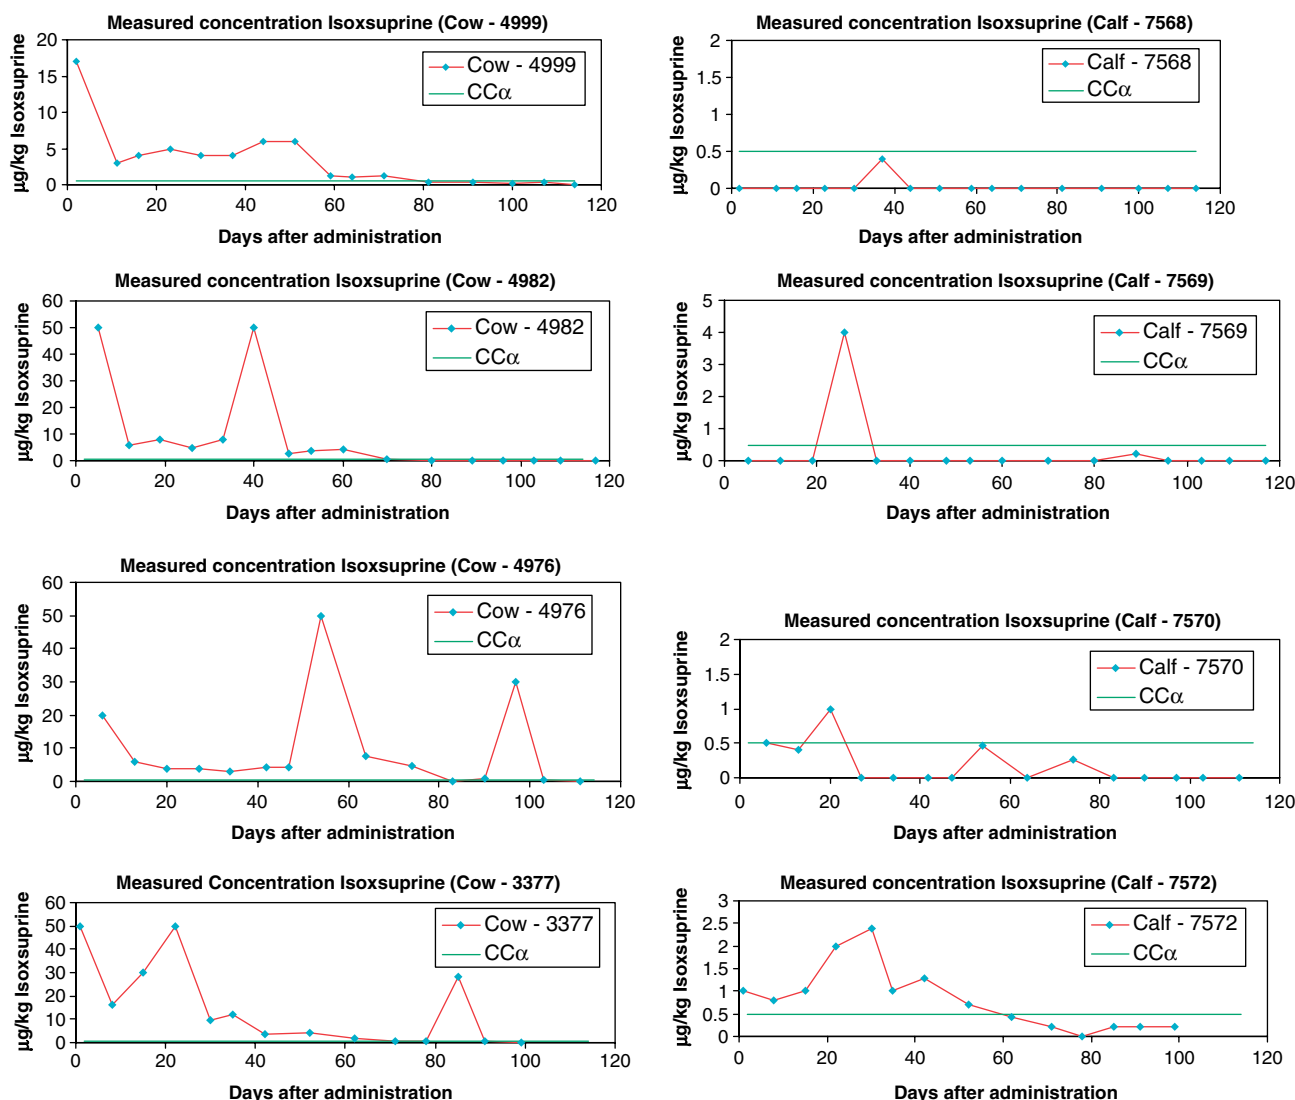 Measured concentration Isoxsuprine (Cow - 4999)
µg/kg Isoxsuprine
20
15
10
5
0
0 20 40 60 80 100 120
Cow - 4999
CCα
Days after administration
Measured concentration Isoxsuprine (Calf - 7568)
µg/kg Isoxsuprine
2
1.5
1
0.5
0
0 20 40 60 80 100 120
Calf - 7568
CCα
Days after administration
Measured concentration Isoxsuprine (Cow - 4982)
µg/kg Isoxsuprine
60
50
40
30
20
10
0
0 20 40 60 80 100 120
Cow - 4982
CCα
Days after administration
Measured concentration Isoxsuprine (Calf - 7569)
µg/kg Isoxsuprine
5
4
3
2
1
0
0 20 40 60 80 100 120
Calf - 7569
CCα
Days after administration
Measured concentration Isoxsuprine (Cow - 4976)
µg/kg Isoxsuprine
60
50
40
30
20
10
0
0 20 40 60 80 100 120
Cow - 4976
CCα
Days after administration
Measured concentration Isoxsuprine (Calf - 7570)
µg/kg Isoxsuprine
2
1.5
1
0.5
0
0 20 40 60 80 100 120
Calf - 7570
CCα
Days after administration
Measured Concentration Isoxsuprine (Cow - 3377)
µg/kg Isoxsuprine
60
50
40
30
20
10
0
0 20 40 60 80 100 120
Cow - 3377
CCα
Days after administration
Measured concentration Isoxsuprine (Calf - 7572)
µg/kg Isoxsuprine
3
2.5
2
1.5
1
0.5
0
0 20 40 60 80 100 120
Calf - 7572
CCα
Days after administration